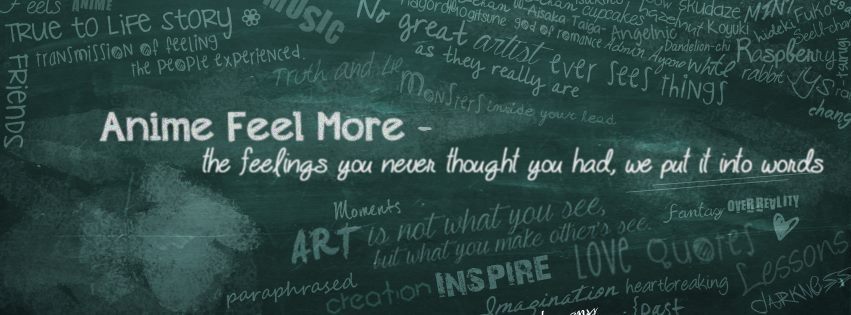 Feels
ANIME
TRUE to LIFE STORY
MUSIC
transmission of feeling
the people experienced.
FRIENDS
Truth and Lie
No great artist ever sees things
as they really are
Monsters inside your head
cupcakes
Hazelnut
MINT
Fuko
Aisaka Taiga
Angelnic
Koyuki
hideki
god of romance
Admin
Dandelion-chi
Raspberry
white rabbit
chang
Anime Feel More -
the feelings you never thought you had, we put it into words
Moments
ART is not what you see,
but what you make other's see.
fantasy
OVER REALITY
LOVE
QUOTES
Lessons
paraphrased
creation
INSPIRE
Imagination
heartbreaking
{Past
DARKNESS